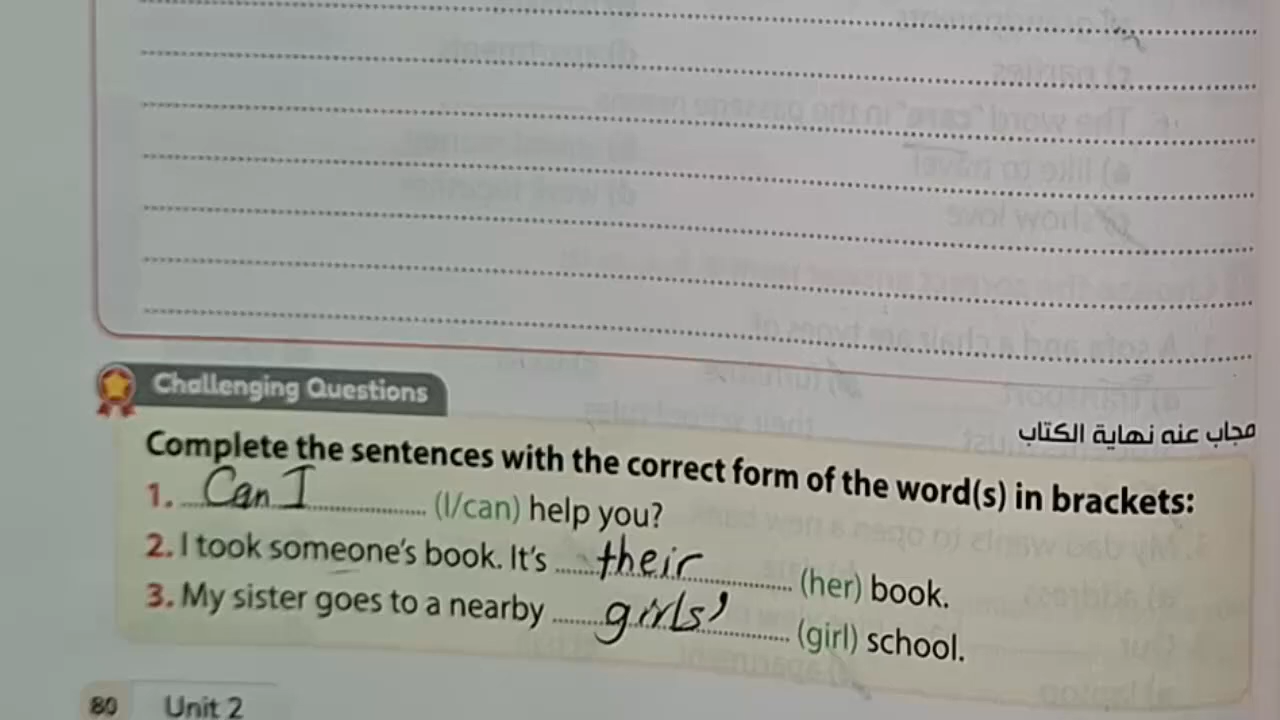 Challenging Questions
مجاب عنه نهاية الكتاب
Complete the sentences with the correct form of the word(s) in brackets:
1. Can I (I/can) help you?
2. I took someone's book. It's their (her) book.
3. My sister goes to a nearby girls' (girl) school.
80 Unit 2